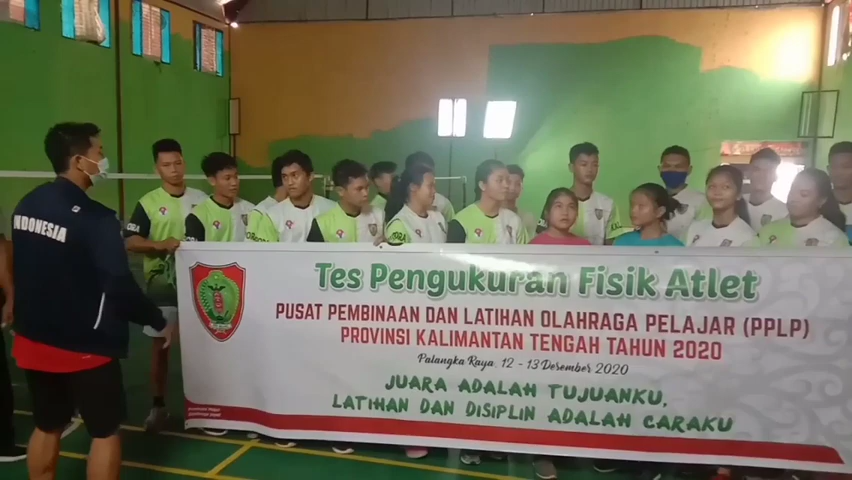 INDONESIA
Tes Pengukuran Fisik Atlet
PUSAT PEMBINAAN DAN LATIHAN OLAHRAGA PELAJAR (PPLP)
PROVINSI KALIMANTAN TENGAH TAHUN 2020
Palangka Raya, 12 - 13 Desember 2020
JUARA ADALAH TUJUANKU,
LATIHAN DAN DISIPLIN ADALAH CARAKU